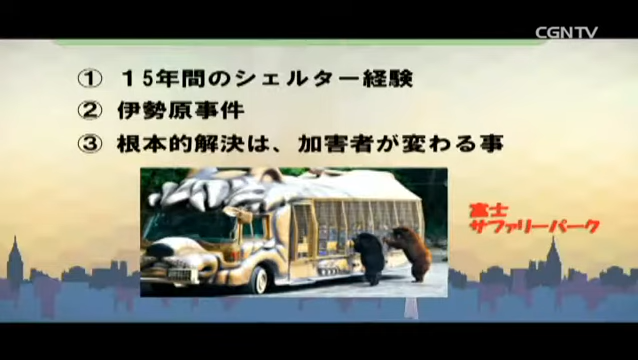 CGNTV
① 15年間のシェルター経験
② 伊勢原事件
③ 根本的解決は、加害者が変わる事
富士
サファリーパーク